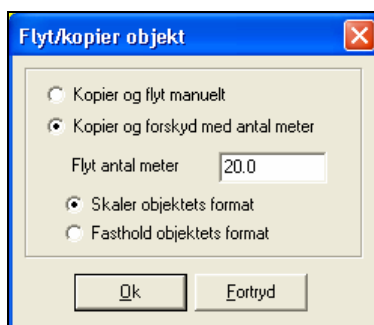 Flyt/kopier objekt
Kopier og flyt manuelt
Kopier og forskyd med antal meter
Flyt antal meter 20.0
Skaler objektets format
Fasthold objektets format
Ok Fortryd